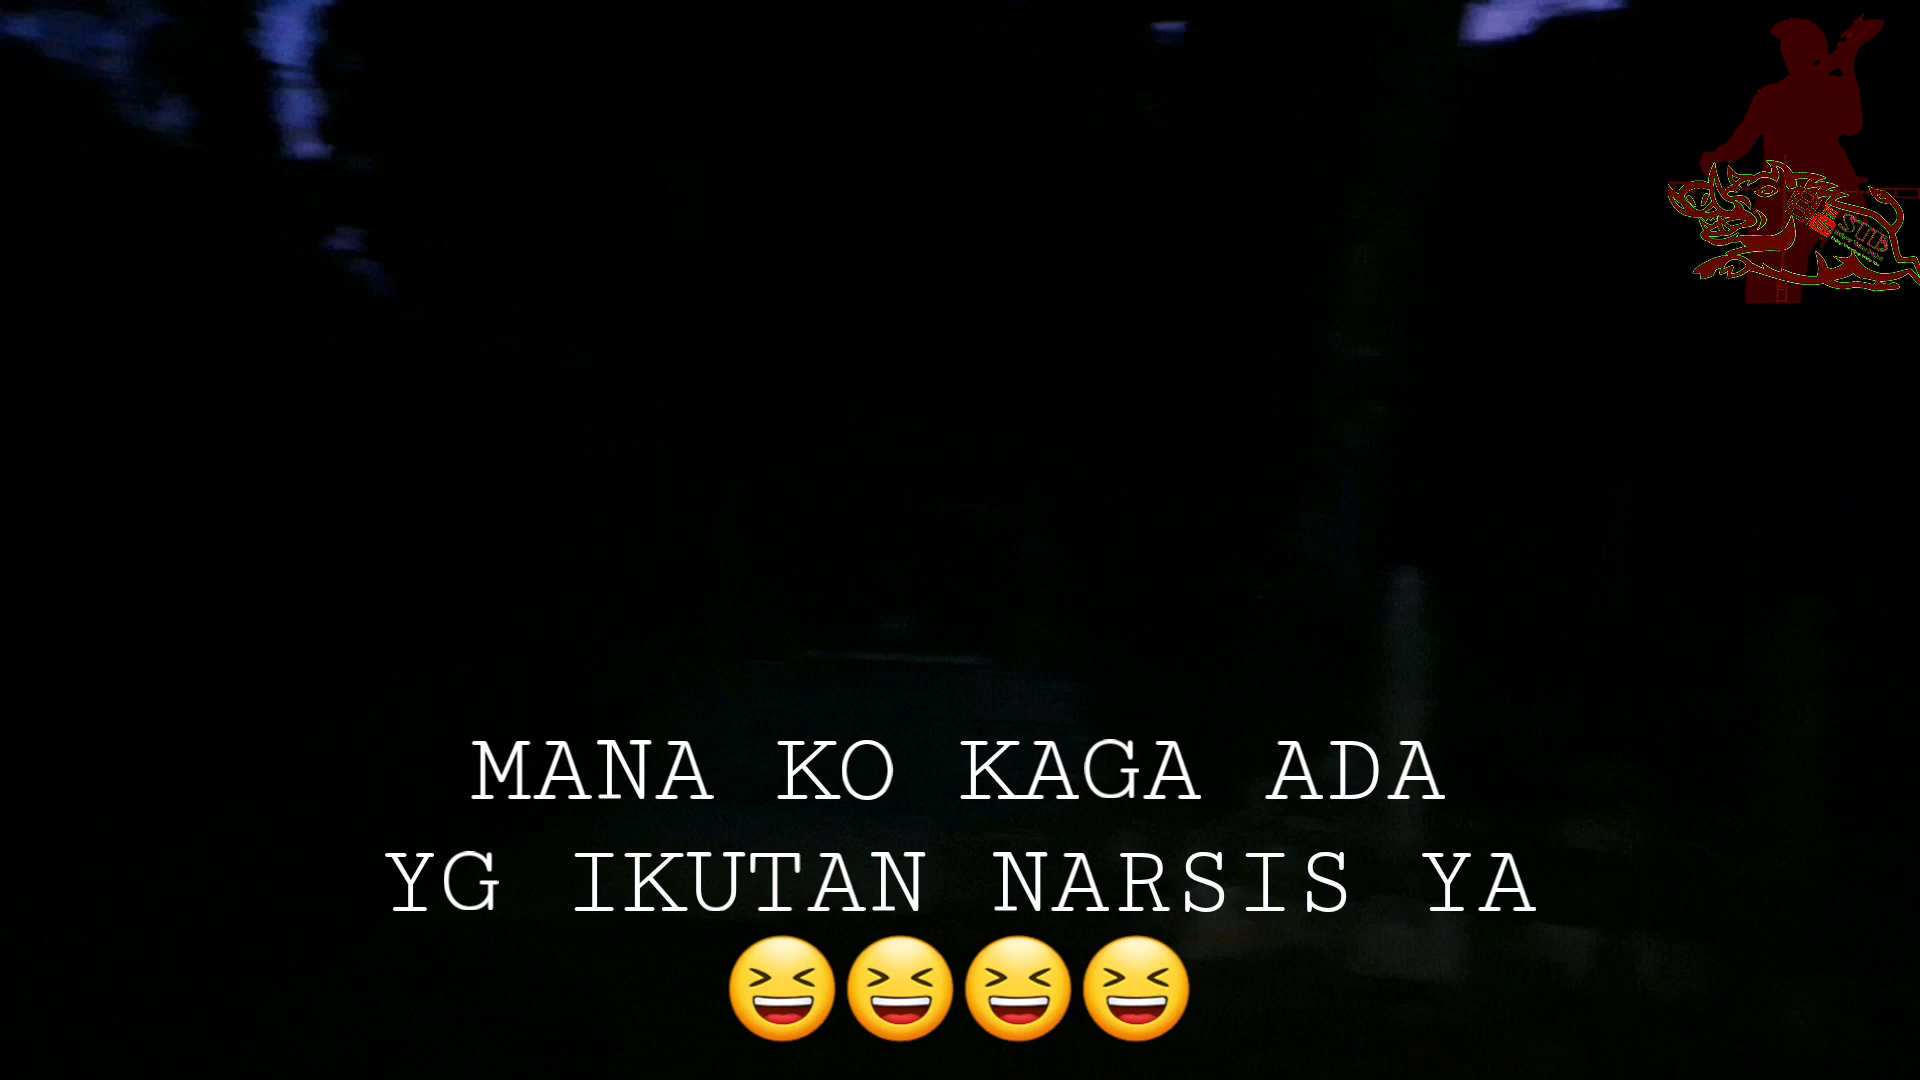 MANA KO KAGA ADA
YG IKUTAN NARSIS YA
😆😆😆😆